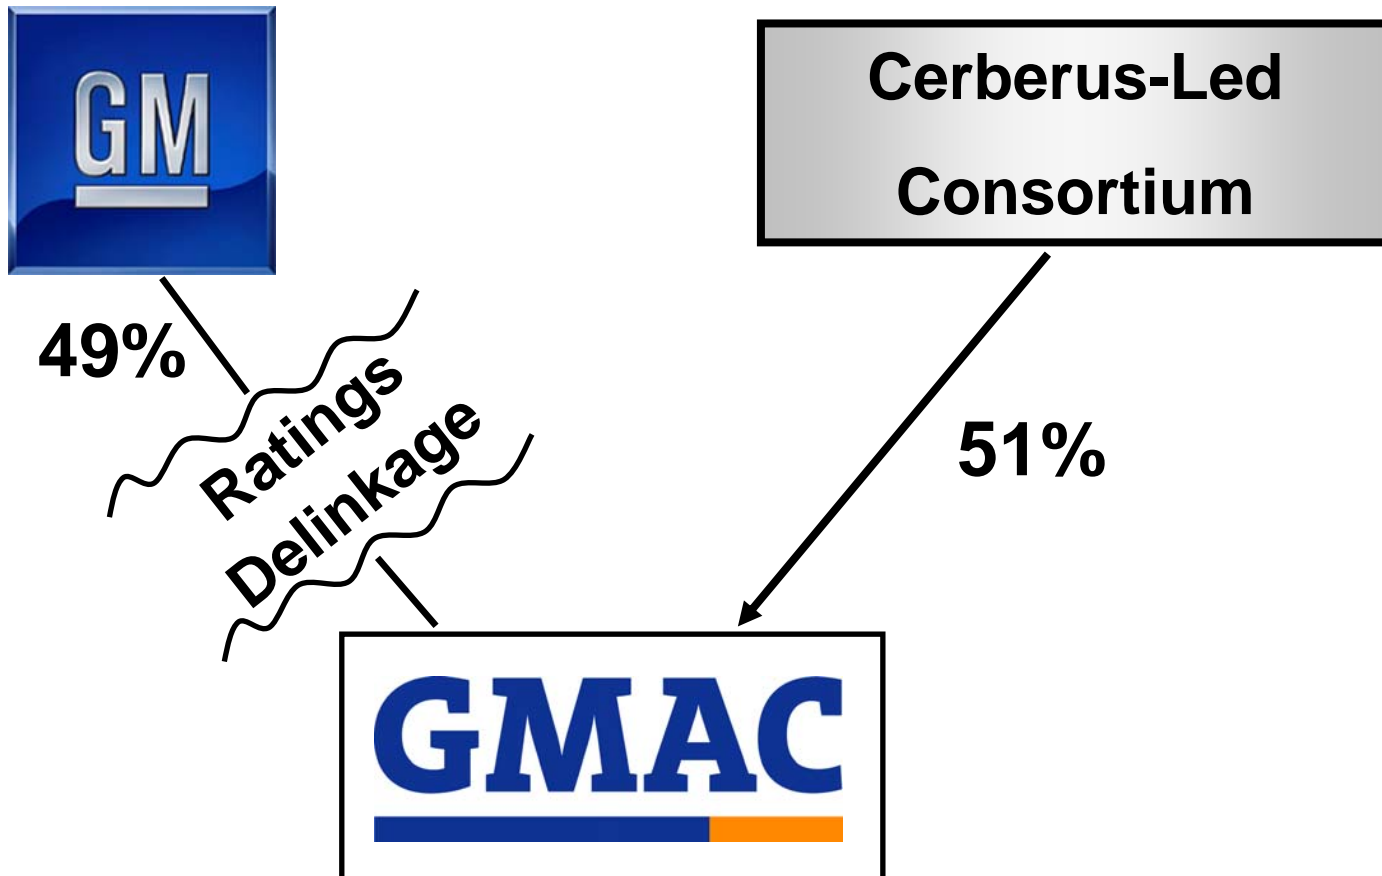 GM
Cerberus-Led
Consortium
49%
Ratings
Delinkage
51%
GMAC